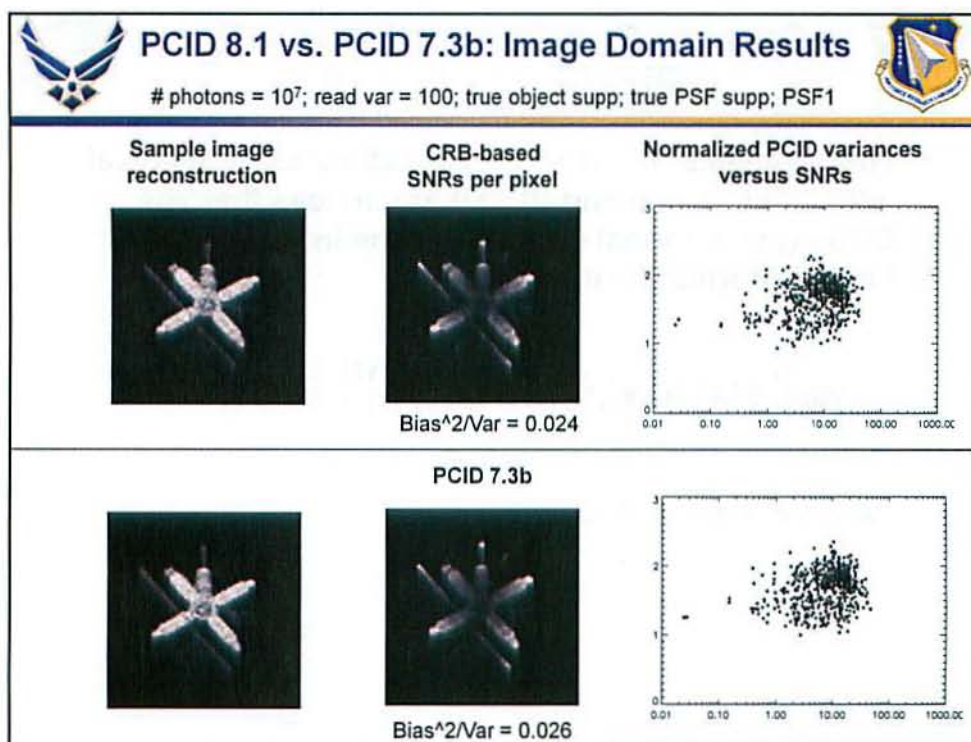 PCID 8.1 vs. PCID 7.3b: Image Domain Results
# photons = 10⁷; read var = 100; true object supp; true PSF supp; PSF1
Sample image reconstruction
CRB-based SNRs per pixel
Normalized PCID variances versus SNRs
3
2
1
0
0.01 0.10 1.00 10.00 100.00 1000.00
Bias^2/Var = 0.024
PCID 7.3b
3
2
1
0
0.01 0.10 1.00 10.00 100.00 1000.00
Bias^2/Var = 0.026